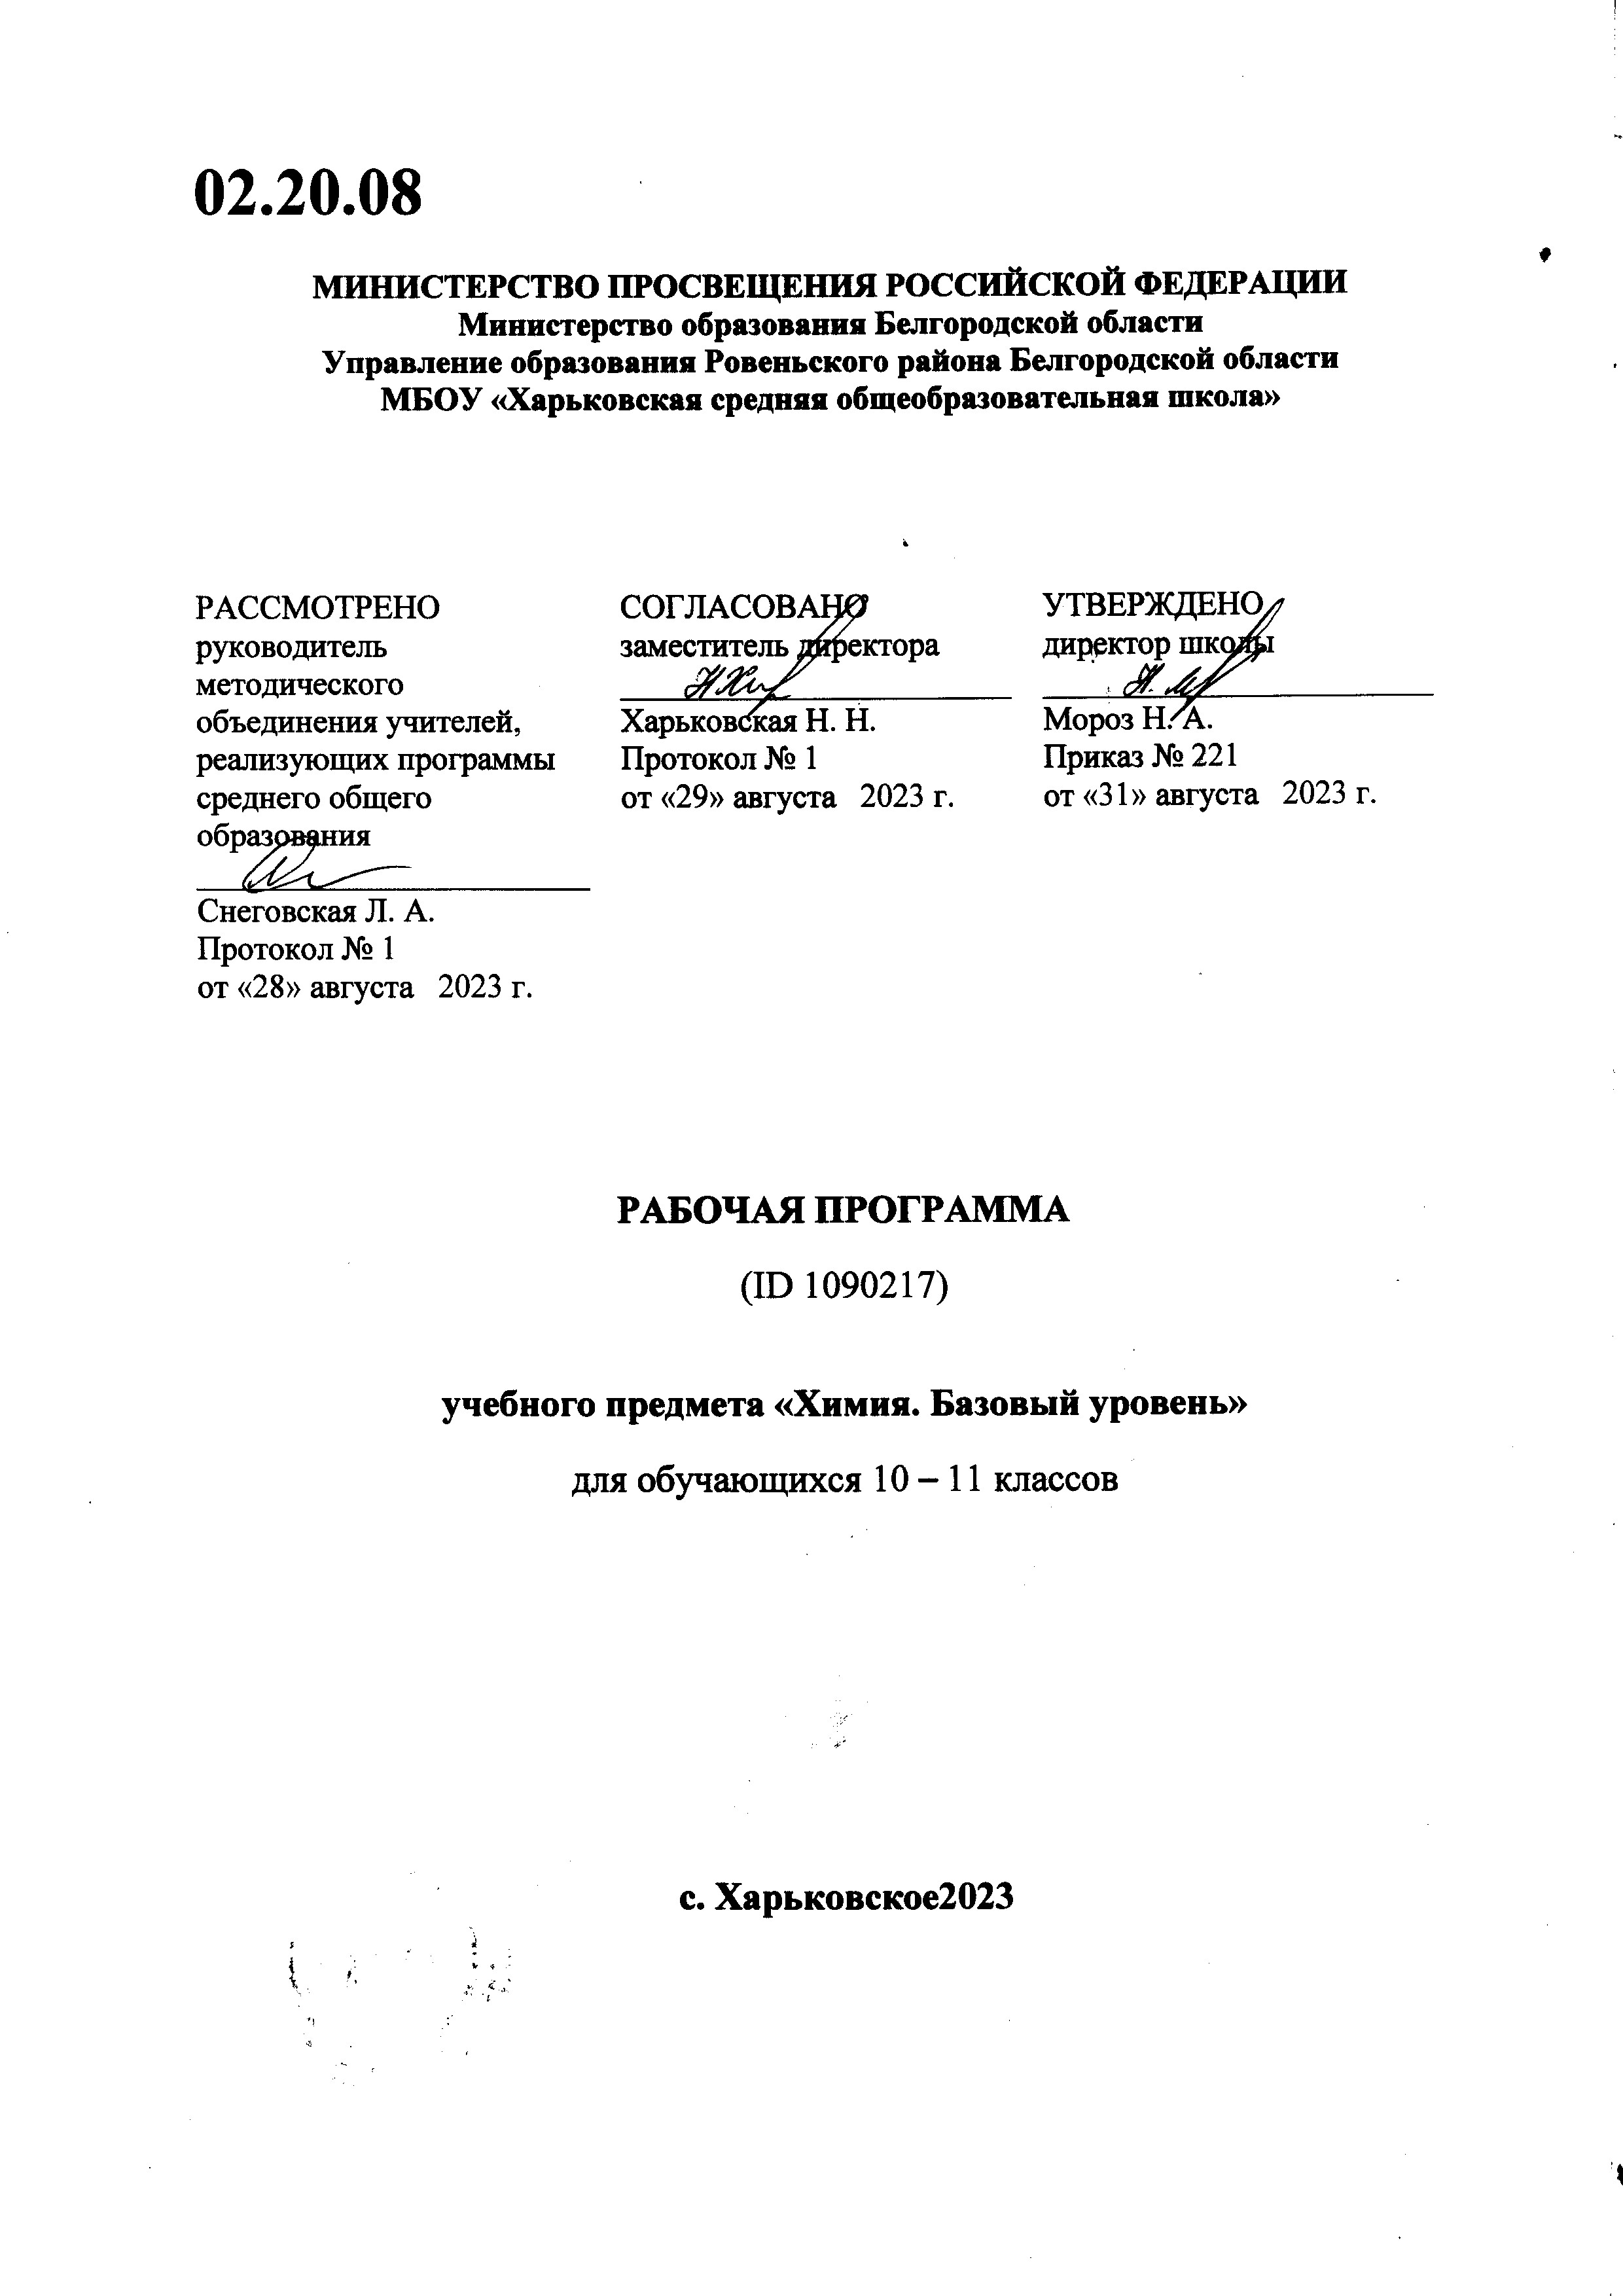 02.20.08
МИНИСТЕРСТВО ПРОСВЕЩЕНИЯ РОССИЙСКОЙ ФЕДЕРАЦИИ
Министерство образования Белгородской области
Управление образования Ровеньского района Белгородской области
МБОУ «Харьковская средняя общеобразовательная школа»
РАССМОТРЕНО
руководитель
методического
объединения учителей,
реализующих программы
среднего общего
образования
Снеговская Л. А.
Протокол № 1
от «28» августа 2023 г.
СОГЛАСОВАНО
заместитель директора
Харьковская Н. Н.
Протокол № 1
от «29» августа 2023 г.
УТВЕРЖДЕНО
директор школы
Мороз Н. А.
Приказ № 221
от «31» августа 2023 г.
РАБОЧАЯ ПРОГРАММА
(ID 1090217)
учебного предмета «Химия. Базовый уровень»
для обучающихся 10 – 11 классов
с. Харьковское2023